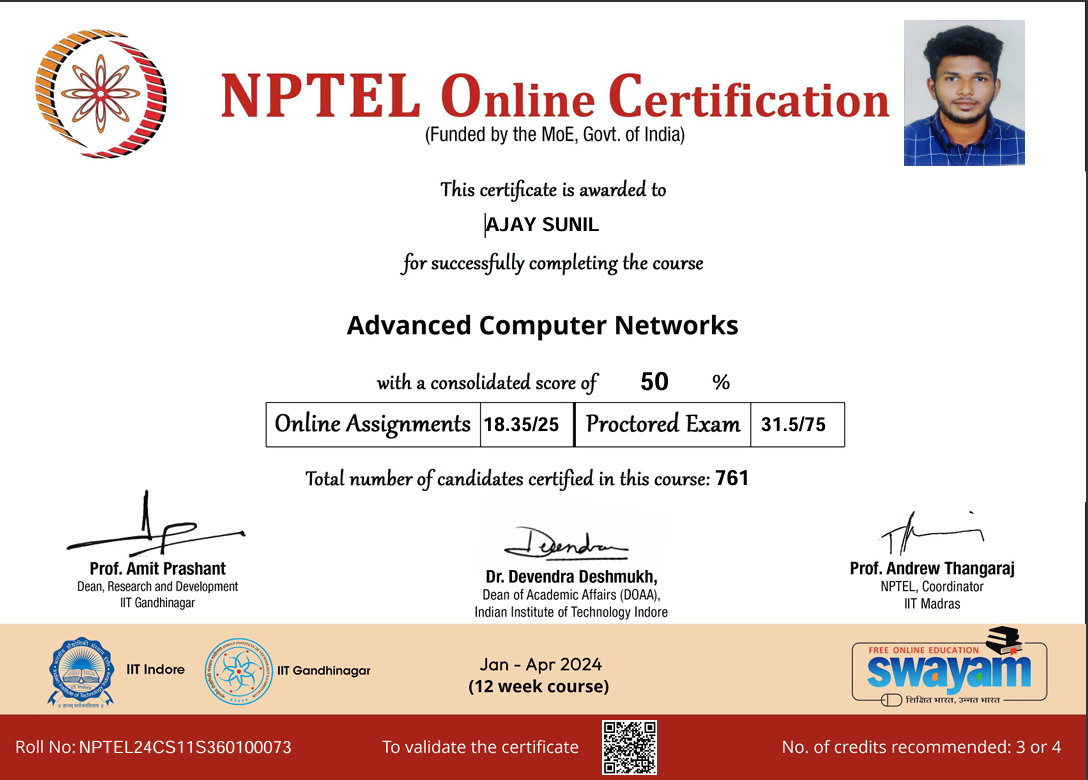 NPTEL Online Certification
(Funded by the MoE, Govt. of India)
This certificate is awarded to
AJAY SUNIL
for successfully completing the course
Advanced Computer Networks
with a consolidated score of 50 %
Online Assignments 18.35/25 Proctored Exam 31.5/75
Total number of candidates certified in this course: 761
Devendra
Prof. Amit Prashant
Dean, Research and Development
IIT Gandhinagar
Dr. Devendra Deshmukh,
Dean of Academic Affairs (DOAA),
Indian Institute of Technology Indore
Prof. Andrew Thangaraj
NPTEL, Coordinator
IIT Madras
IIT Indore
IIT Gandhinagar
Jan - Apr 2024
(12 week course)
FREE ONLINE EDUCATION
swayam
शिक्षित भारत, उन्नत भारत
Roll No: NPTEL24CS11S360100073
To validate the certificate
No. of credits recommended: 3 or 4